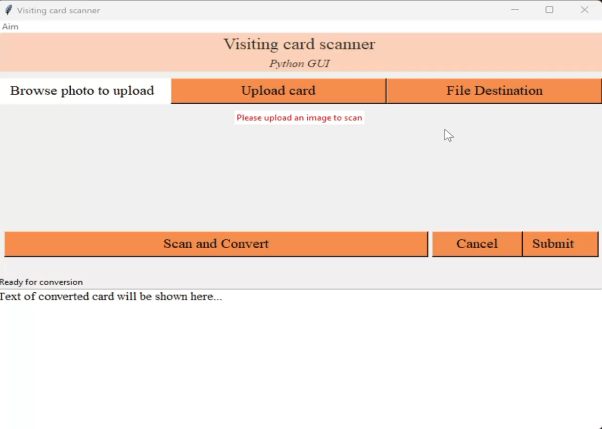 Visiting card scanner
Aim
Visiting card scanner
Python GUI
Browse photo to upload Upload card File Destination
Please upload an image to scan
Scan and Convert Cancel Submit
Ready for conversion
Text of converted card will be shown here...